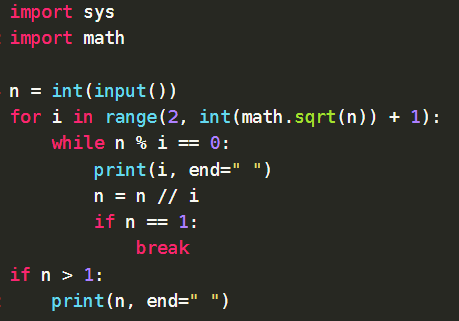 import sys
import math
n = int(input())
for i in range(2, int(math.sqrt(n)) + 1):
    while n % i == 0:
        print(i, end=" ")
        n = n // i
        if n == 1:
            break
if n > 1:
    print(n, end=" ")